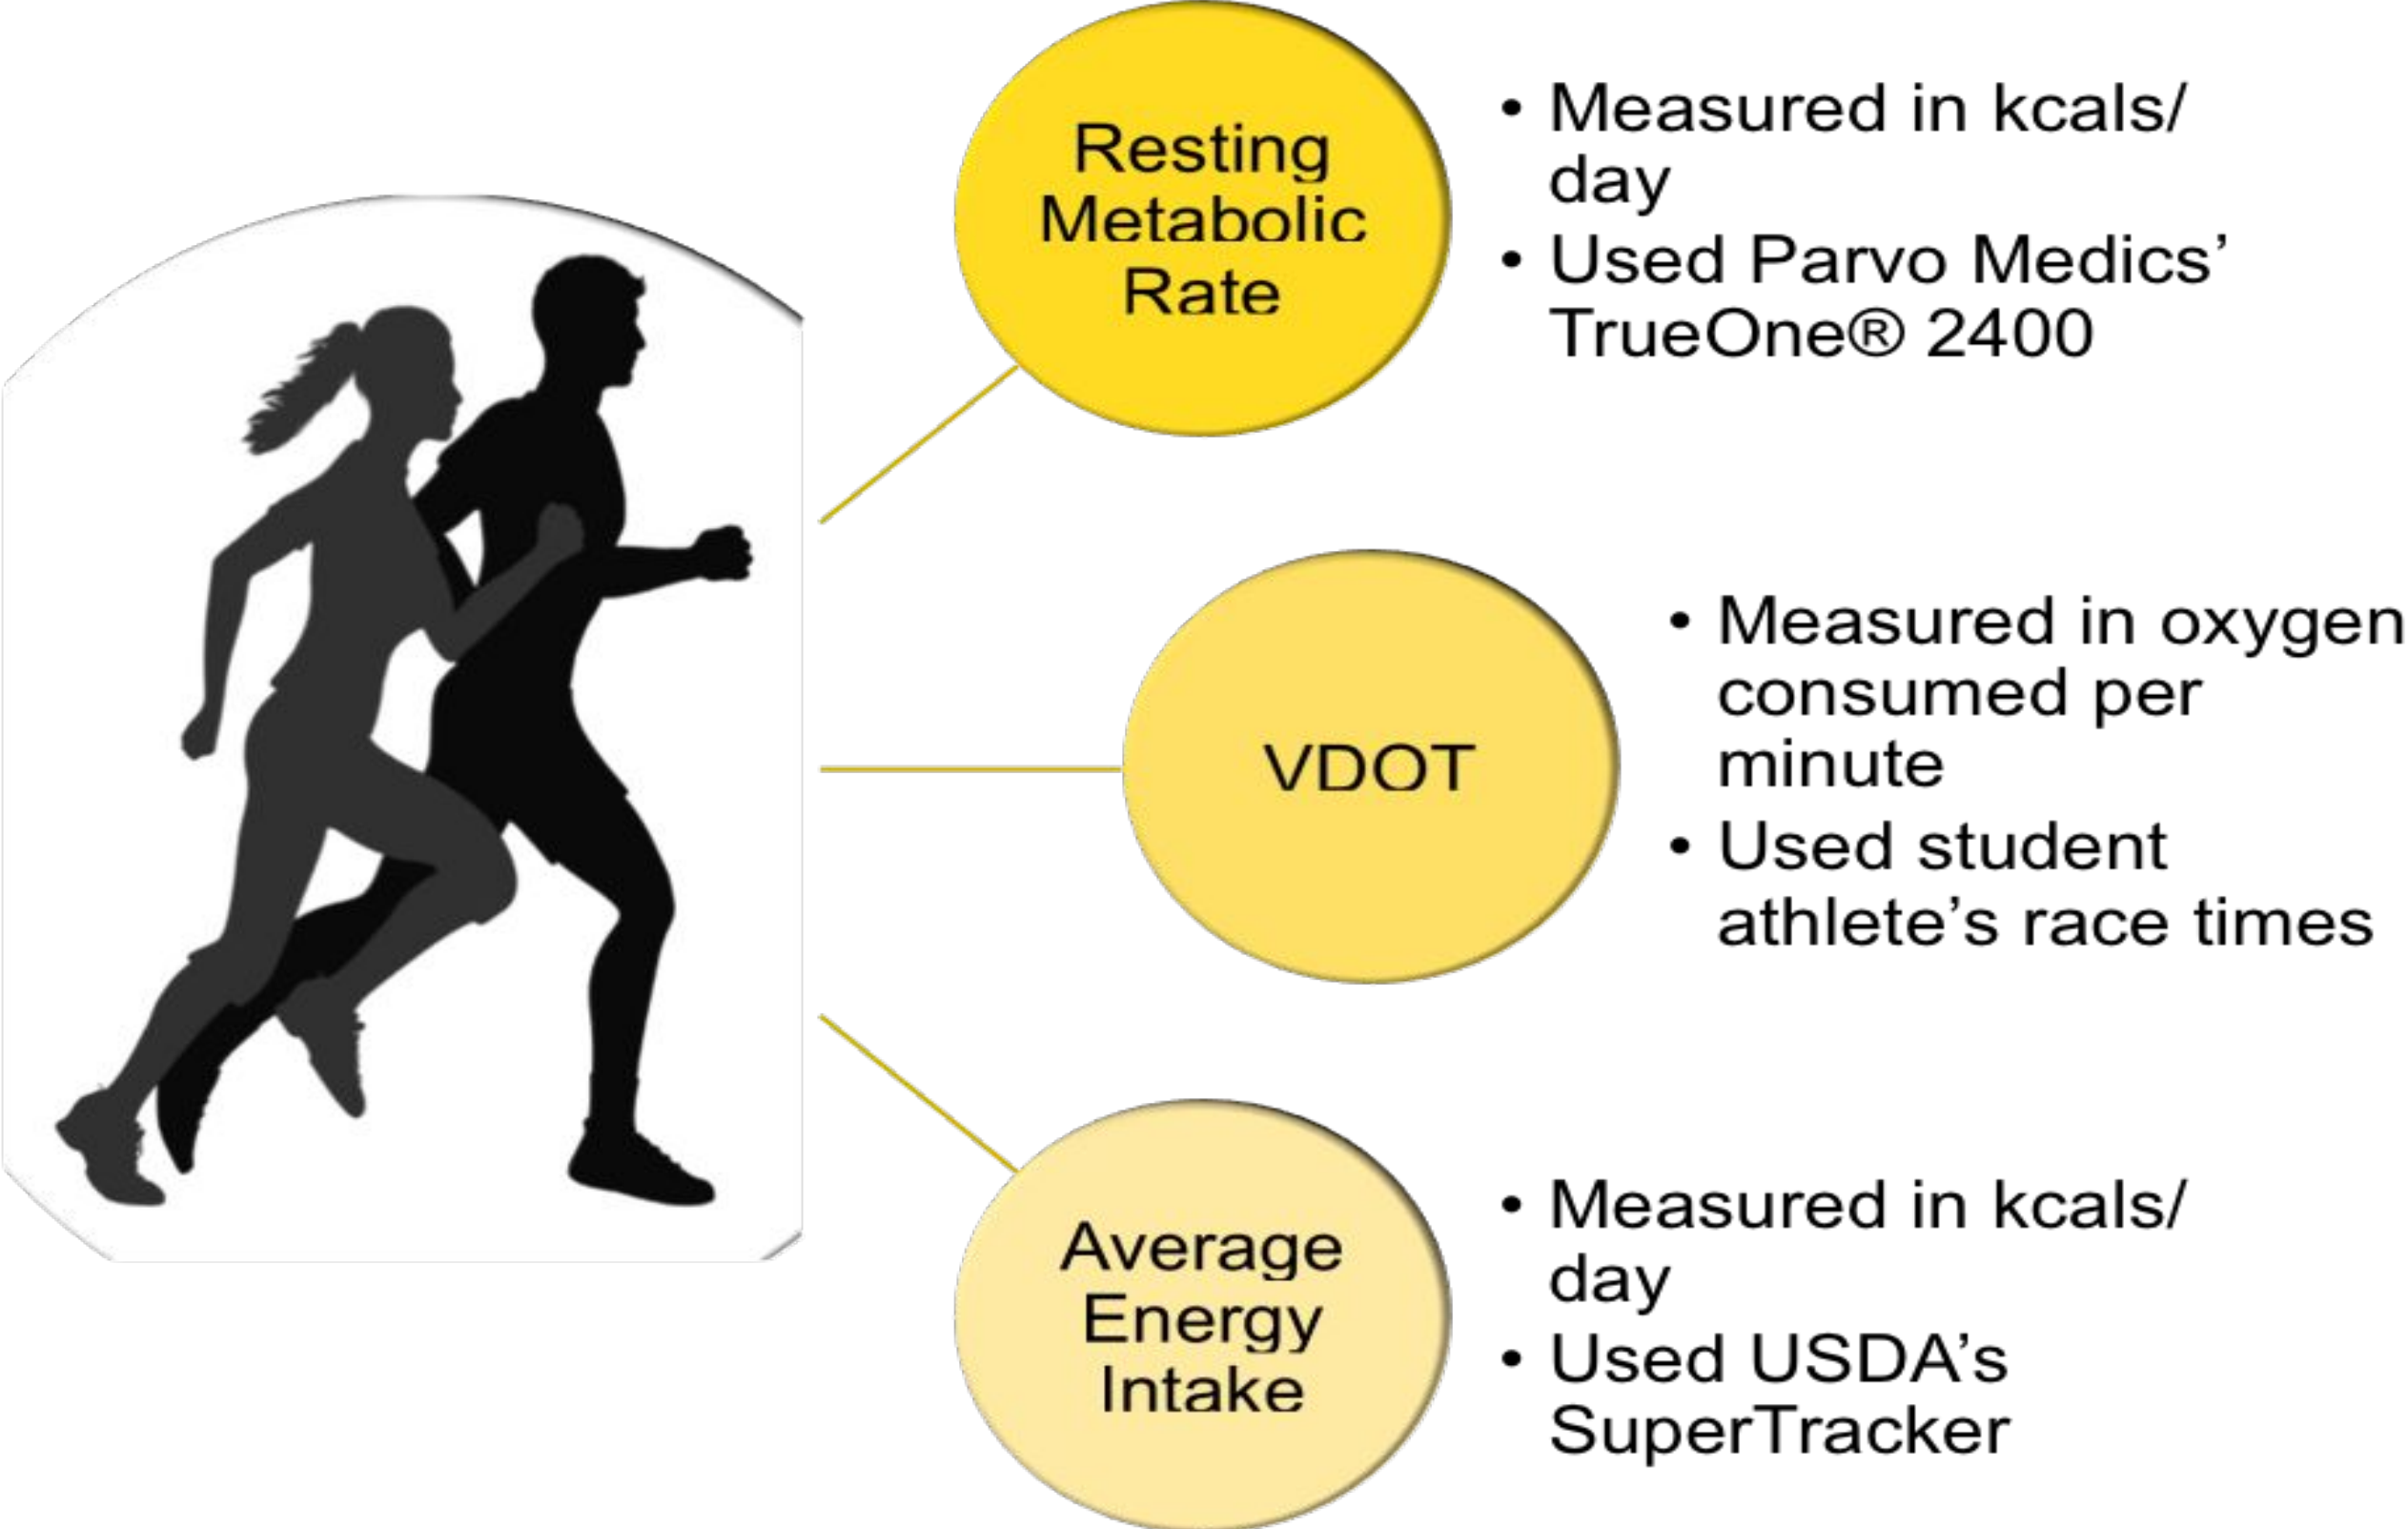 Resting
Metabolic
Rate
• Measured in kcals/
day
• Used Parvo Medics’
TrueOne® 2400
VDOT
• Measured in oxygen
consumed per
minute
• Used student
athlete’s race times
Average
Energy
Intake
• Measured in kcals/
day
• Used USDA’s
SuperTracker